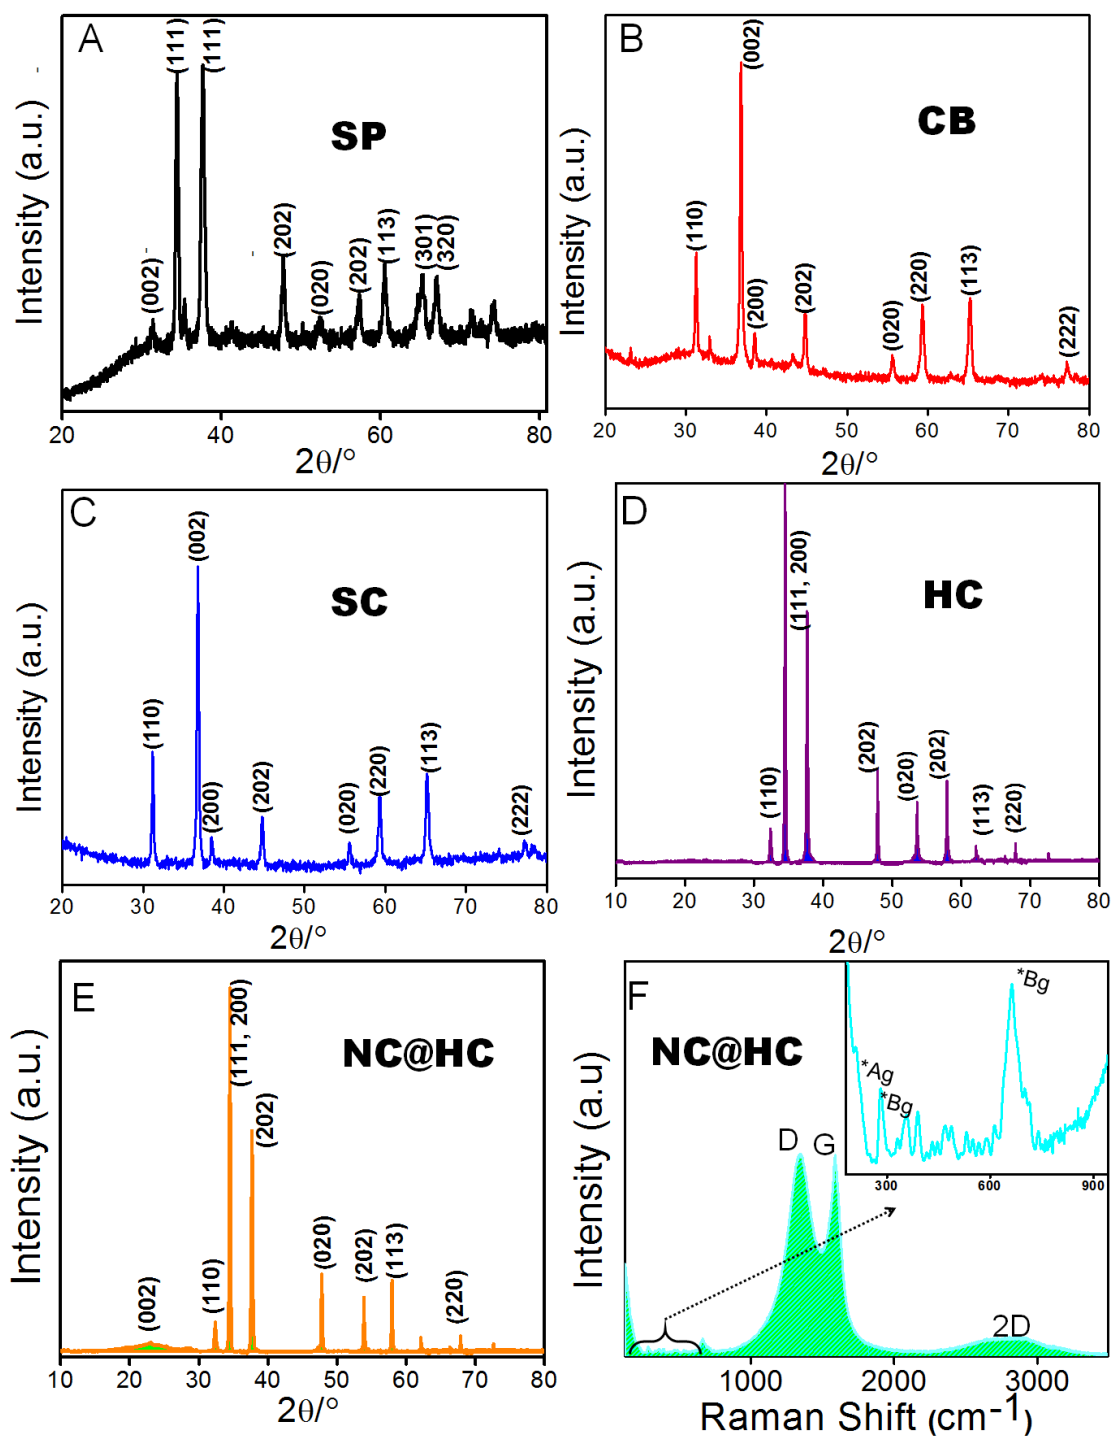 A
SP
(002)
(111)
(111)
(202)
(020)
(202)
(113)
(301)
(320)
Intensity (a.u.)
20 40 60 80
2θ/°
B
CB
(110)
(002)
(200)
(202)
(020)
(220)
(113)
(222)
Intensity (a.u.)
20 30 40 50 60 70 80
2θ/°
C
SC
(110)
(002)
(200)
(202)
(020)
(220)
(113)
(222)
Intensity (a.u.)
20 30 40 50 60 70 80
2θ/°
D
HC
(110)
(111, 200)
(202)
(020)
(202)
(113)
(220)
Intensity (a.u.)
10 20 30 40 50 60 70 80
2θ/°
E
NC@HC
(002)
(110)
(111, 200)
(202)
(020)
(202)
(113)
(220)
Intensity (a.u.)
10 20 30 40 50 60 70 80
2θ/°
F
NC@HC
D
G
2D
*Ag
*Bg
*Bg
300 600 900
Intensity (a.u)
1000 2000 3000
Raman Shift (cm-1)